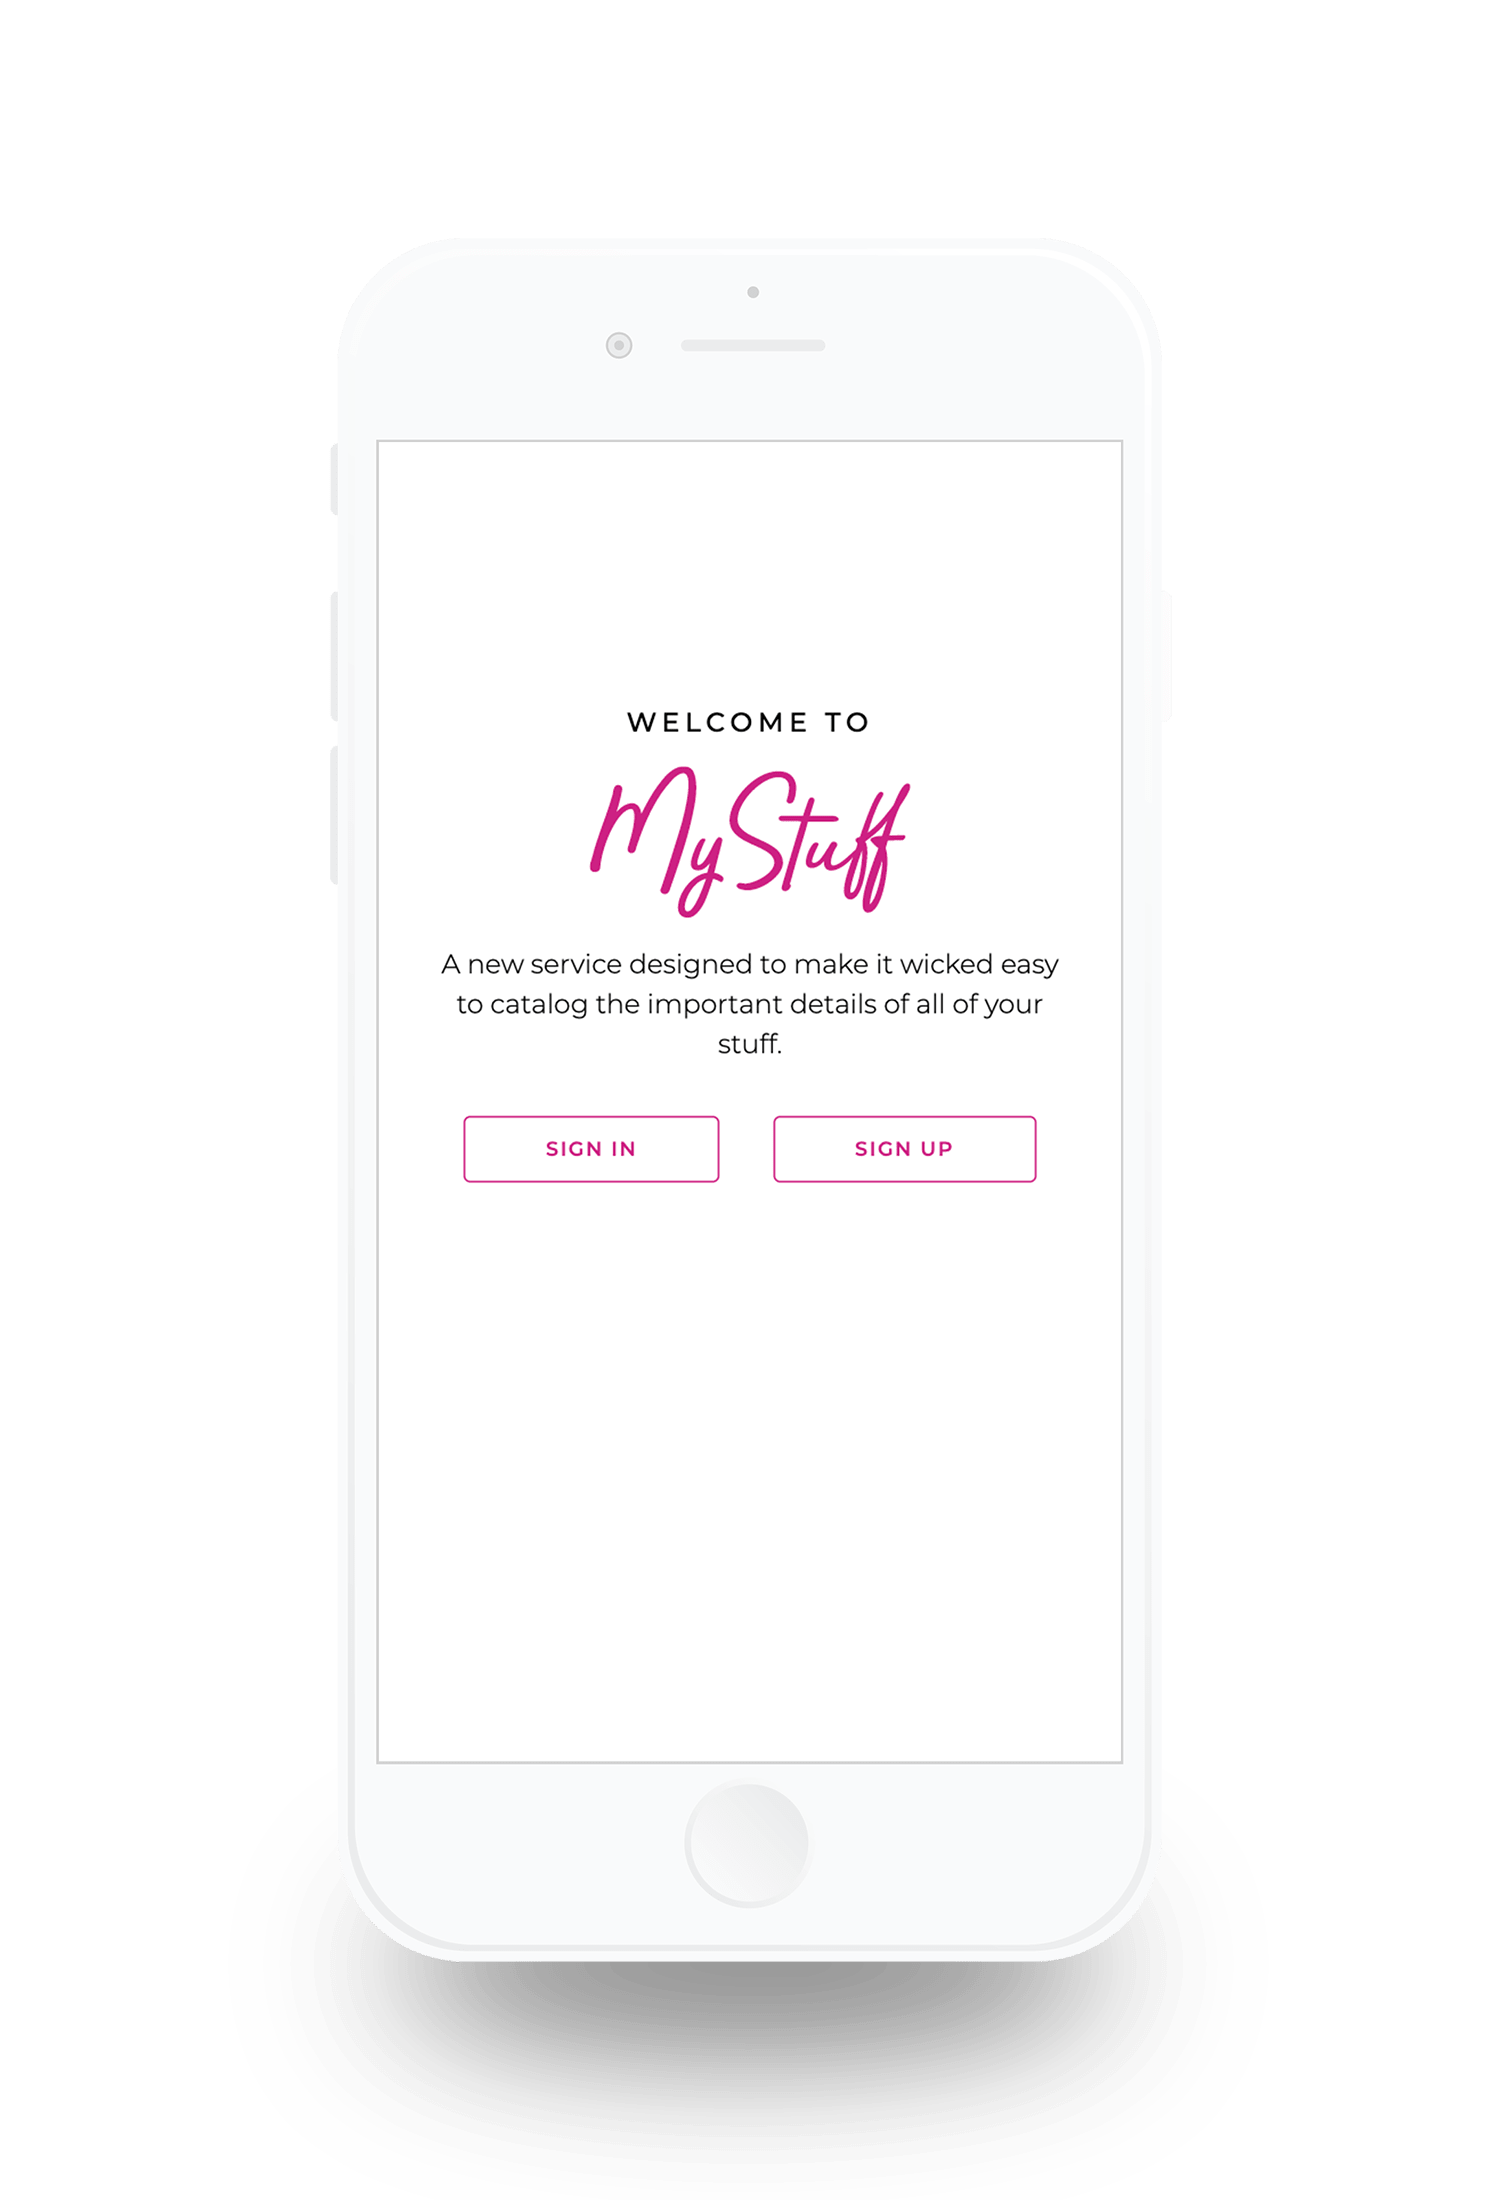 WELCOME TO
MyStuff
A new service designed to make it wicked easy
to catalog the important details of all of your
stuff.
SIGN IN
SIGN UP